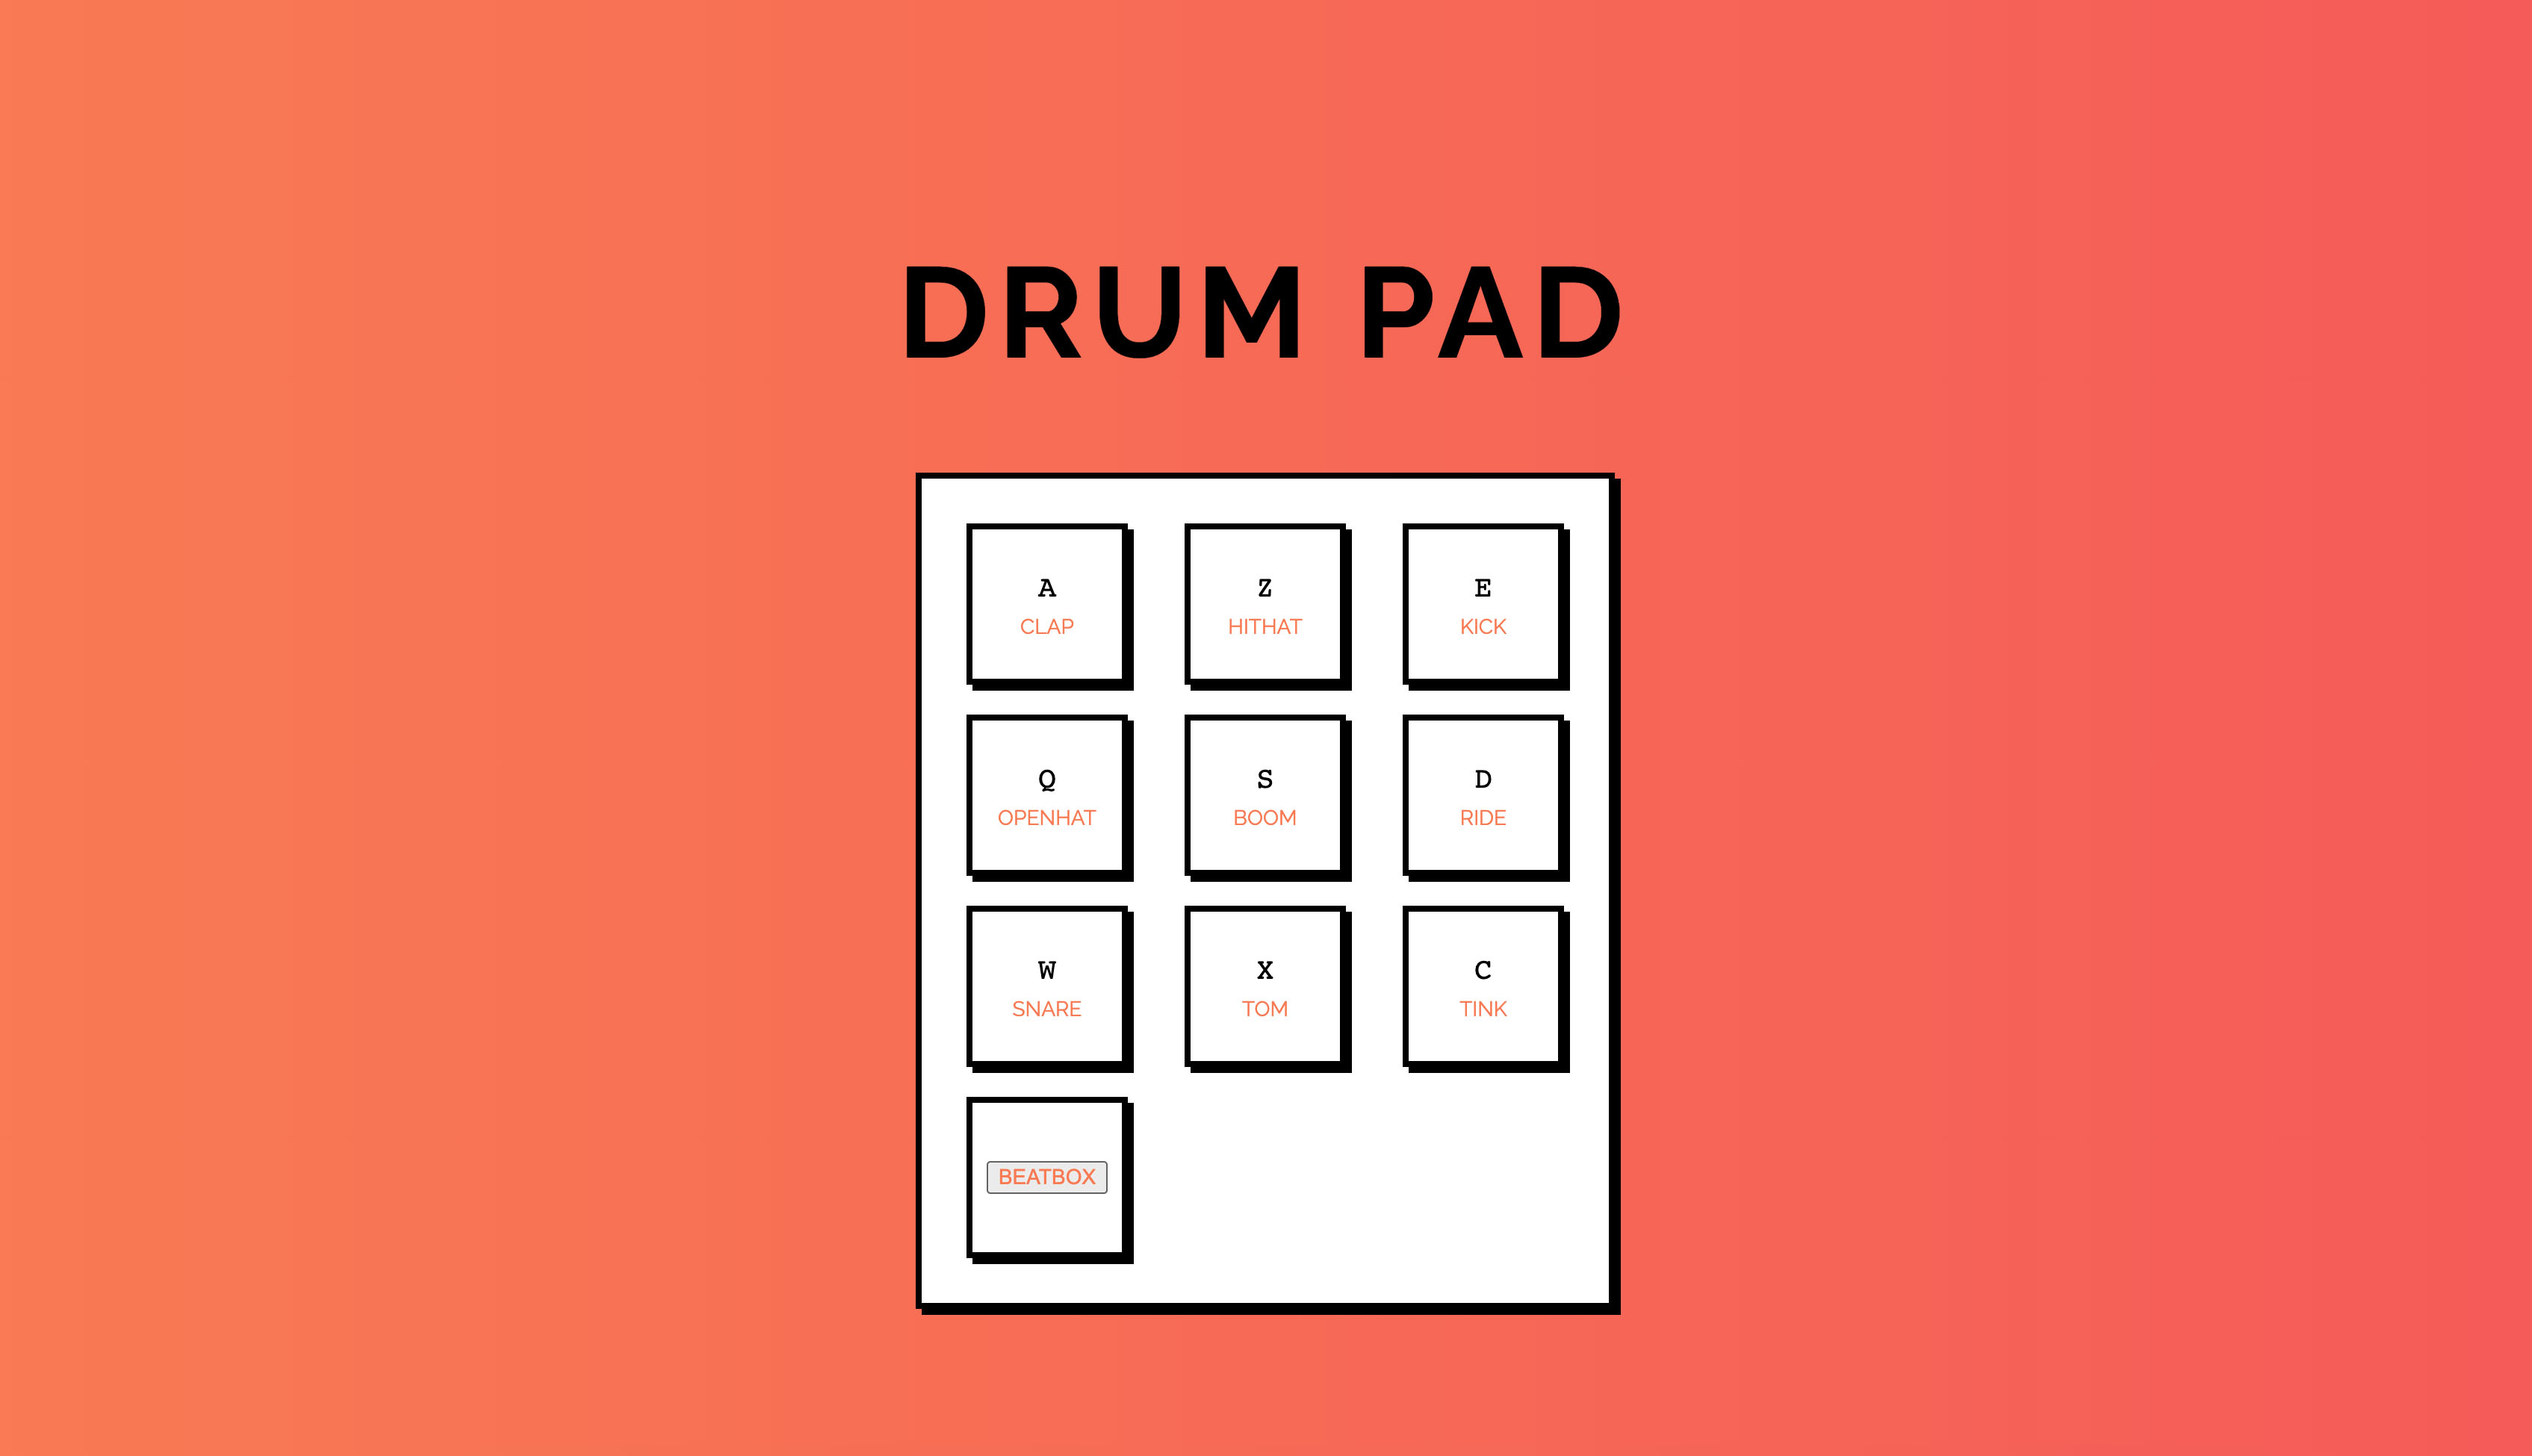 DRUM PAD
A
CLAP
Z
HITHAT
E
KICK
Q
OPENHAT
S
BOOM
D
RIDE
W
SNARE
X
TOM
C
TINK
BEATBOX